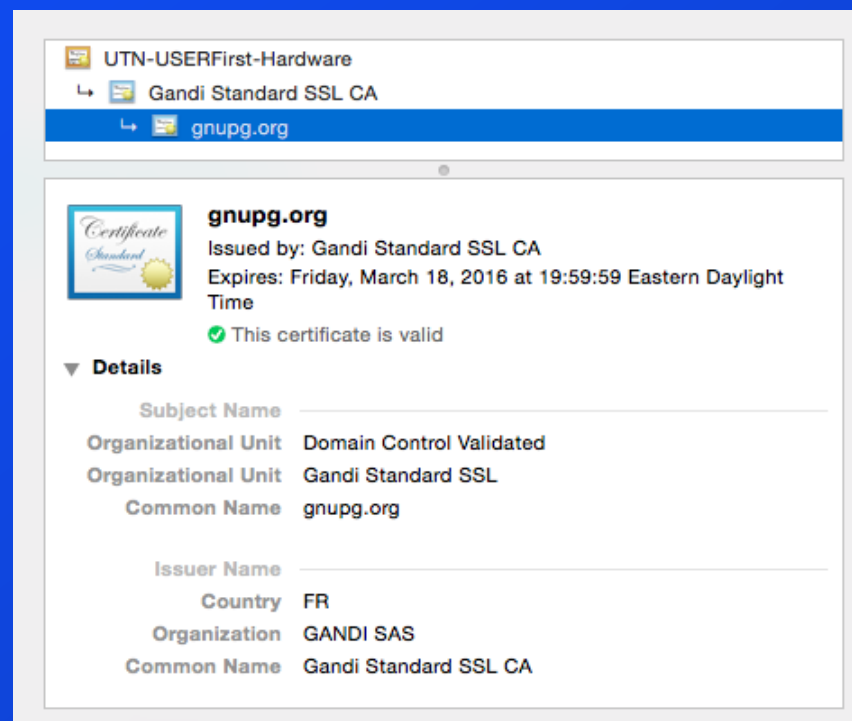 UTN-USERFirst-Hardware
Gandi Standard SSL CA
gnupg.org
Certificate
Standard
gnupg.org
Issued by: Gandi Standard SSL CA
Expires: Friday, March 18, 2016 at 19:59:59 Eastern Daylight
Time
This certificate is valid
Details
Subject Name
Organizational Unit Domain Control Validated
Organizational Unit Gandi Standard SSL
Common Name gnupg.org
Issuer Name
Country FR
Organization GANDI SAS
Common Name Gandi Standard SSL CA